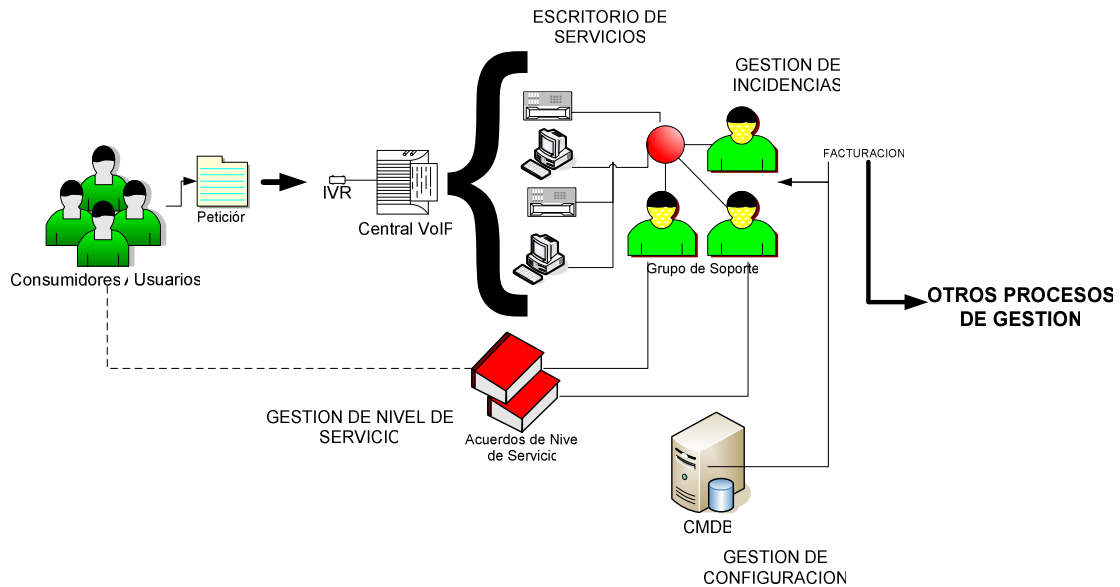 ESCRITORIO DE
SERVICIOS
GESTION DE
INCIDENCIAS
FACTURACION
IVR
Petición
Central VoIP
Grupo de Soporte
Consumidores / Usuarios
OTROS PROCESOS
DE GESTION
GESTION DE NIVEL DE
SERVICIO
Acuerdos de Nive
de Servicio
CMDB
GESTION DE
CONFIGURACION